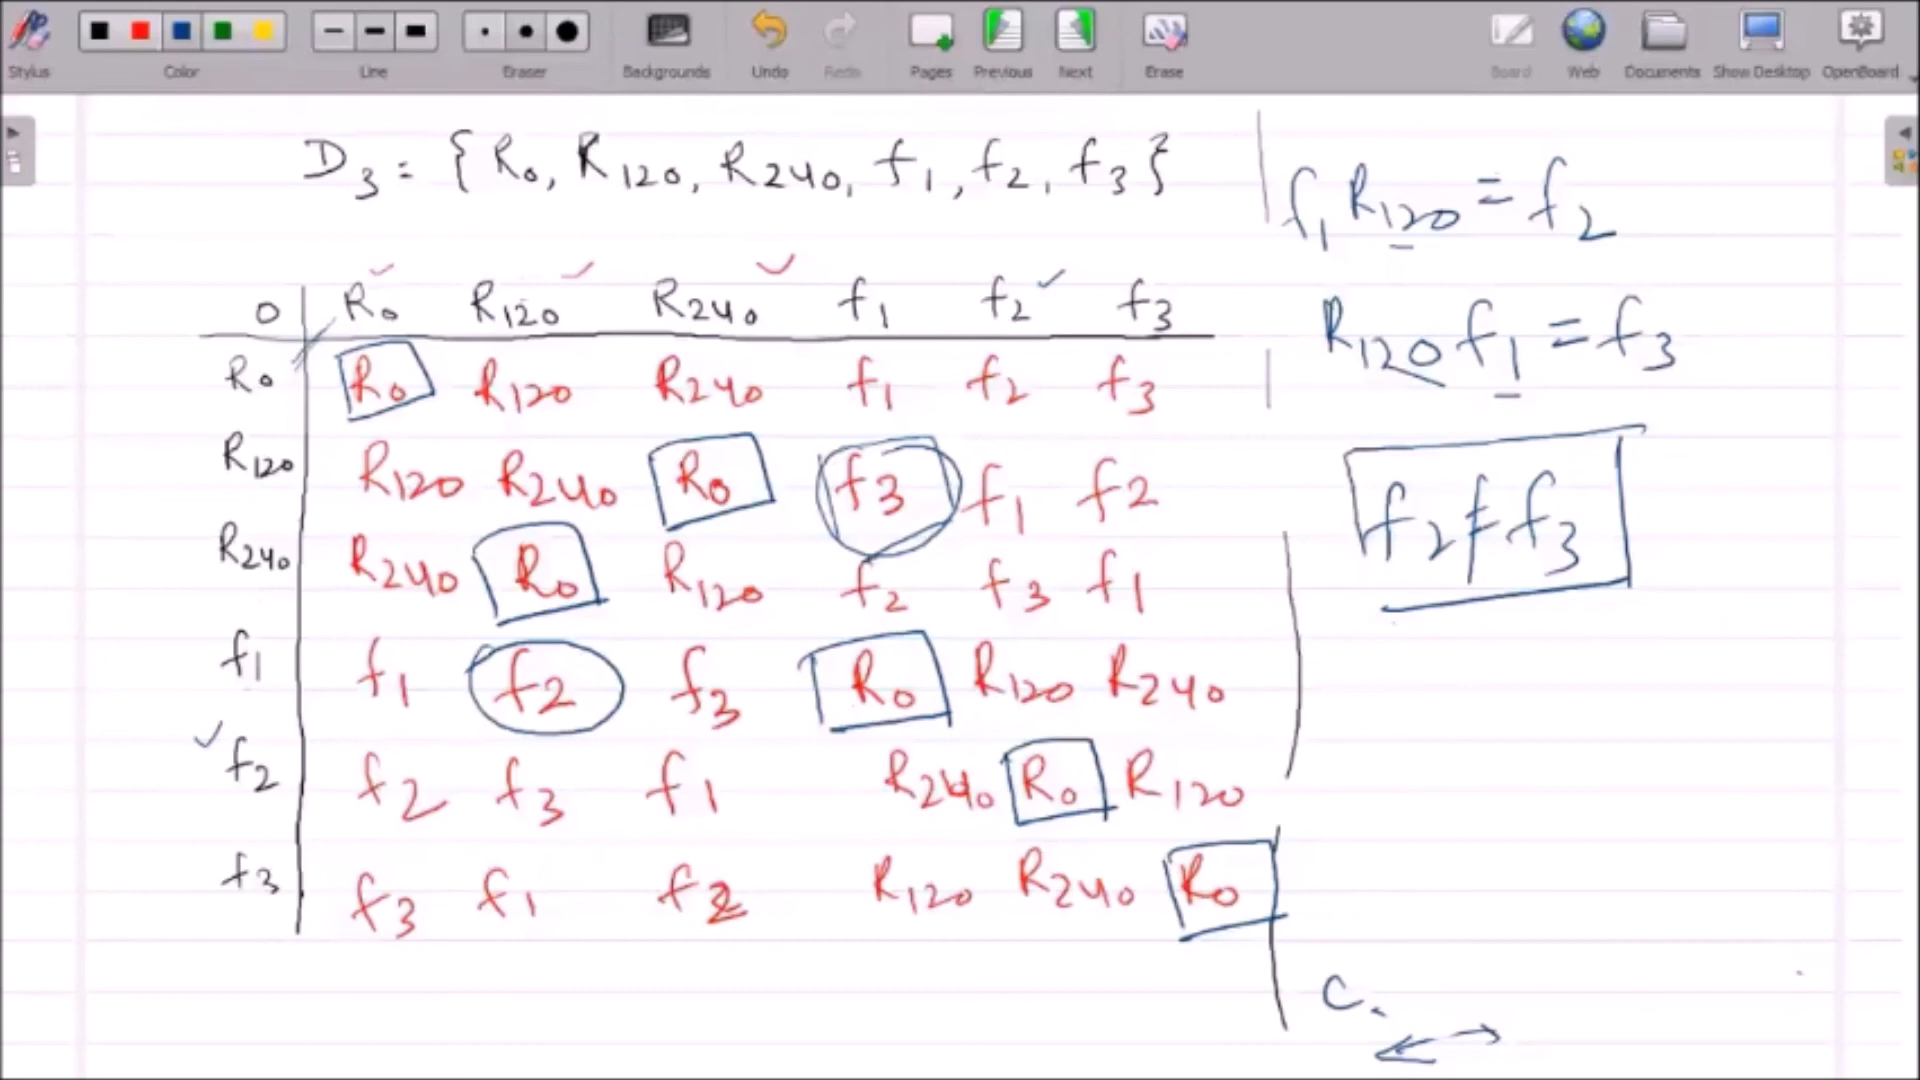 Stylus Color Line Eraser Backgrounds Undo Redo Pages Previous Next Erase Board Web Documents Show Desktop OpenBoard
D₃ = {R₀, R₁₂₀, R₂₄₀, f₁, f₂, f₃}
f₁ R₁₂₀ = f₂
R₁₂₀ f₁ = f₃
f₂ ≠ f₃
0 R₀ R₁₂₀ R₂₄₀ f₁ f₂ f₃
R₀ R₀ R₁₂₀ R₂₄₀ f₁ f₂ f₃
R₁₂₀ R₁₂₀ R₂₄₀ R₀ f₃ f₁ f₂
R₂₄₀ R₂₄₀ R₀ R₁₂₀ f₂ f₃ f₁
f₁ f₁ f₂ f₃ R₀ R₁₂₀ R₂₄₀
f₂ f₂ f₃ f₁ R₂₄₀ R₀ R₁₂₀
f₃ f₃ f₁ f₂ R₁₂₀ R₂₄₀ R₀
C.